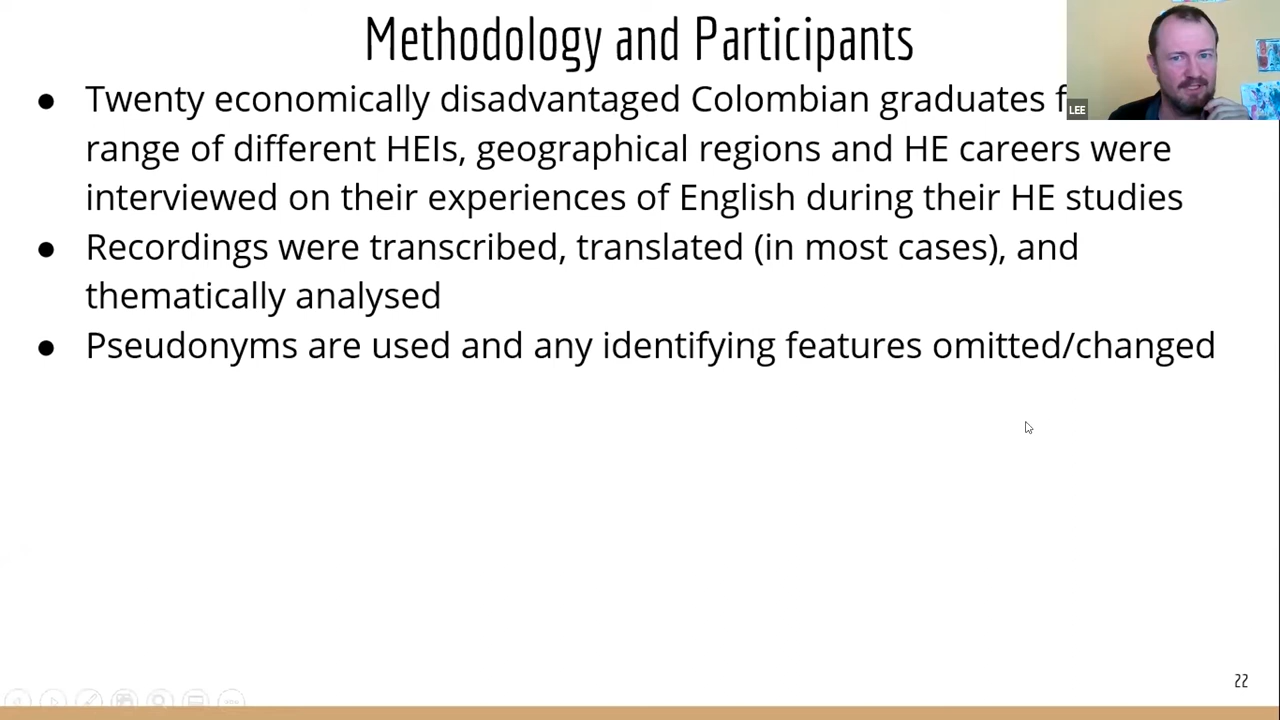 Methodology and Participants
● Twenty economically disadvantaged Colombian graduates
LEE
range of different HEIs, geographical regions and HE careers were
interviewed on their experiences of English during their HE studies
● Recordings were transcribed, translated (in most cases), and
thematically analysed
● Pseudonyms are used and any identifying features omitted/changed
22